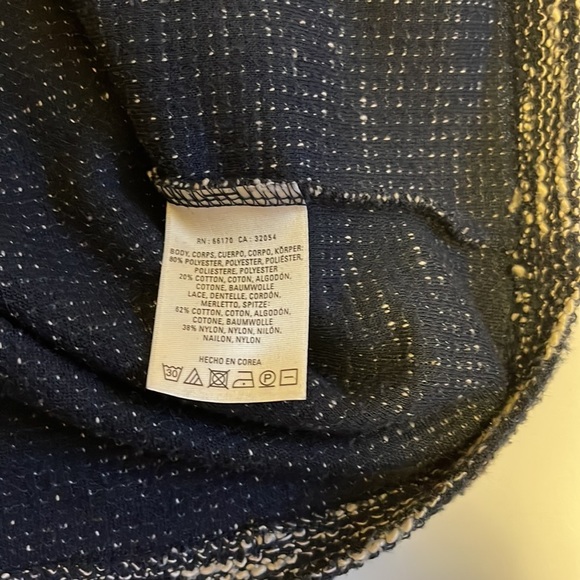 RN : 66170 CA : 32054
BODY, CORPS, CUERPO, CORPO, KÖRPER:
80% POLYESTER, POLYESTER, POLIÉSTER,
POLIESTERE, POLYESTER
20% COTTON, COTON, ALGODÓN,
COTONE, BAUMWOLLE
LACE, DENTELLE, CORDÓN,
MERLETTO, SPITZE:
62% COTTON, COTON, ALGODÓN,
COTONE, BAUMWOLLE
38% NYLON, NYLON, NILÓN,
NAILON, NYLON
HECHO EN COREA
30 P